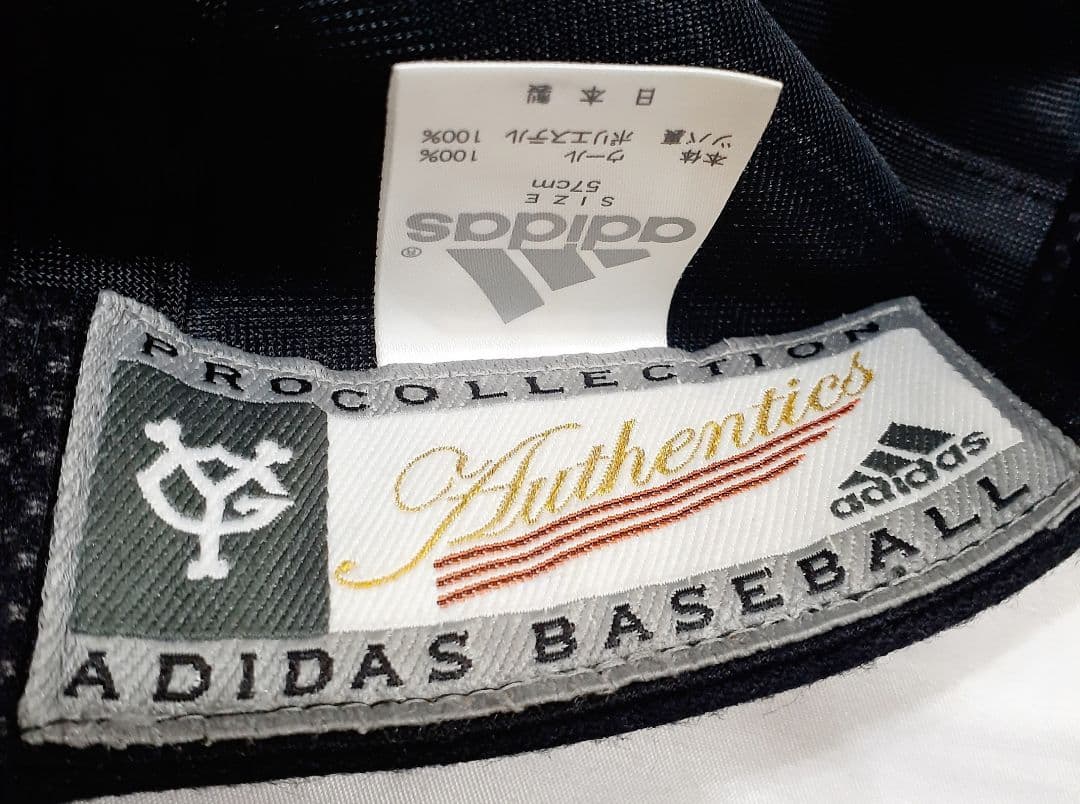 adidas®
SIZE
57cm
本体 ウール 100%
ツバ裏 ポリエステル 100%
日本製
PROCOLLECTION
YG
Authentics
adidas
ADIDAS BASEBALL